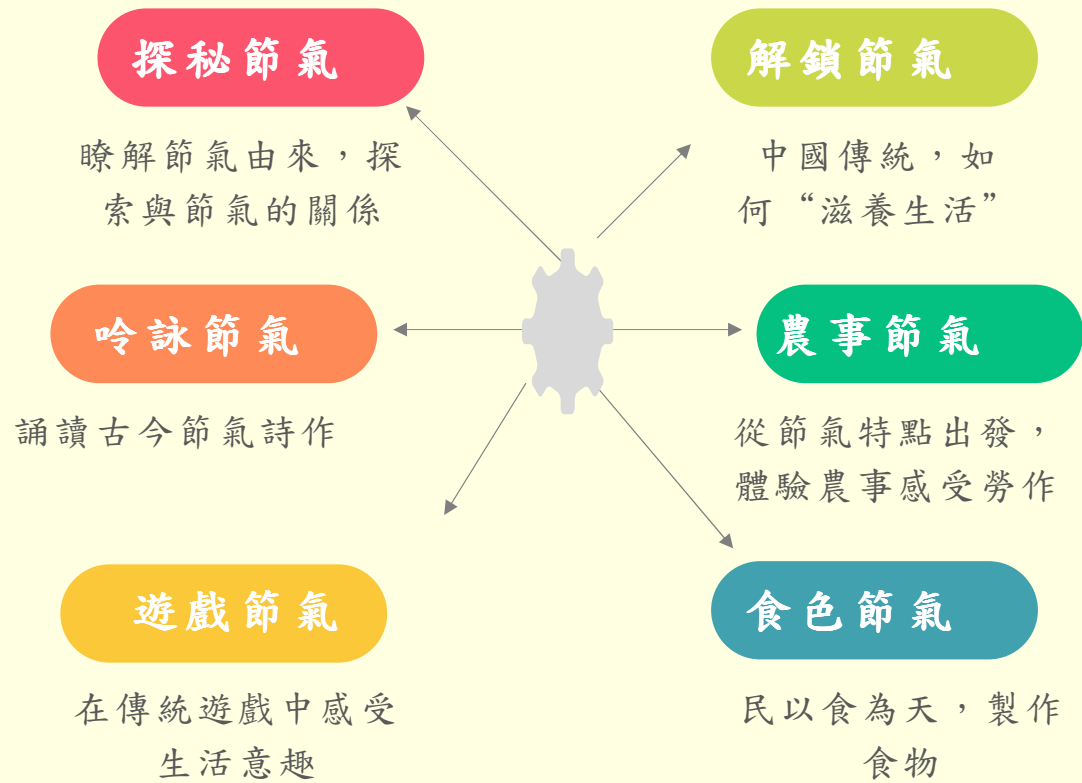 探秘節氣
瞭解節氣由來，探
索與節氣的關係
解鎖節氣
中國傳統，如
何“滋養生活”
吟詠節氣
誦讀古今節氣詩作
農事節氣
從節氣特點出發，
體驗農事感受勞作
遊戲節氣
在傳統遊戲中感受
生活意趣
食色節氣
民以食為天，製作
食物